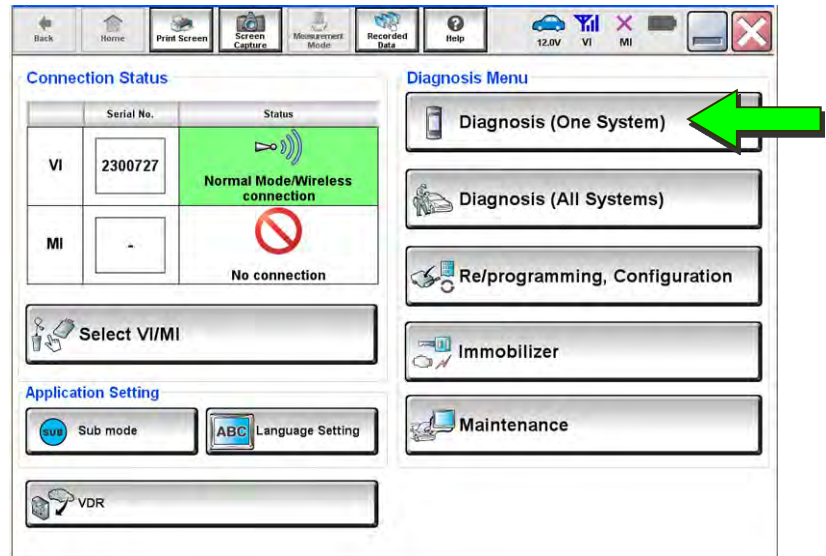 Back
Home
Print Screen
Screen
Capture
Measurement
Mode
Recorded
Data
Help
12.0V
VI
MI
Connection Status
Serial No.
Status
VI
2300727
Normal Mode/Wireless
connection
MI
-
No connection
Select VI/MI
Application Setting
SUB
Sub mode
ABC
Language Setting
VDR
Diagnosis Menu
Diagnosis (One System)
Diagnosis (All Systems)
Re/programming, Configuration
Immobilizer
Maintenance